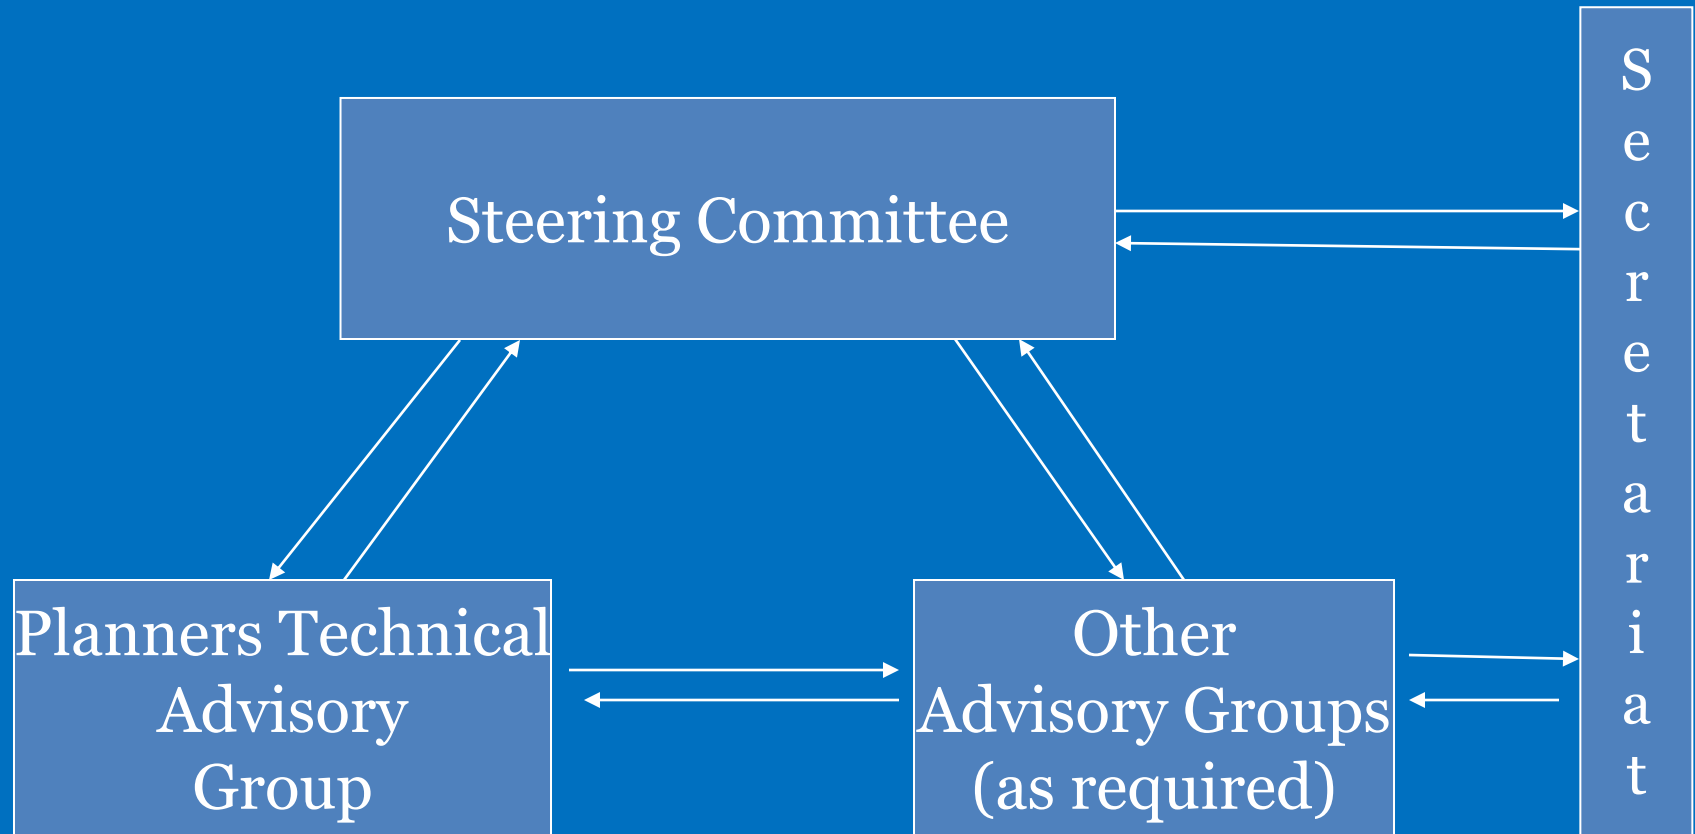 Steering Committee
Planners Technical
Advisory
Group
Other
Advisory Groups
(as required)
S
e
c
r
e
t
a
r
i
a
t